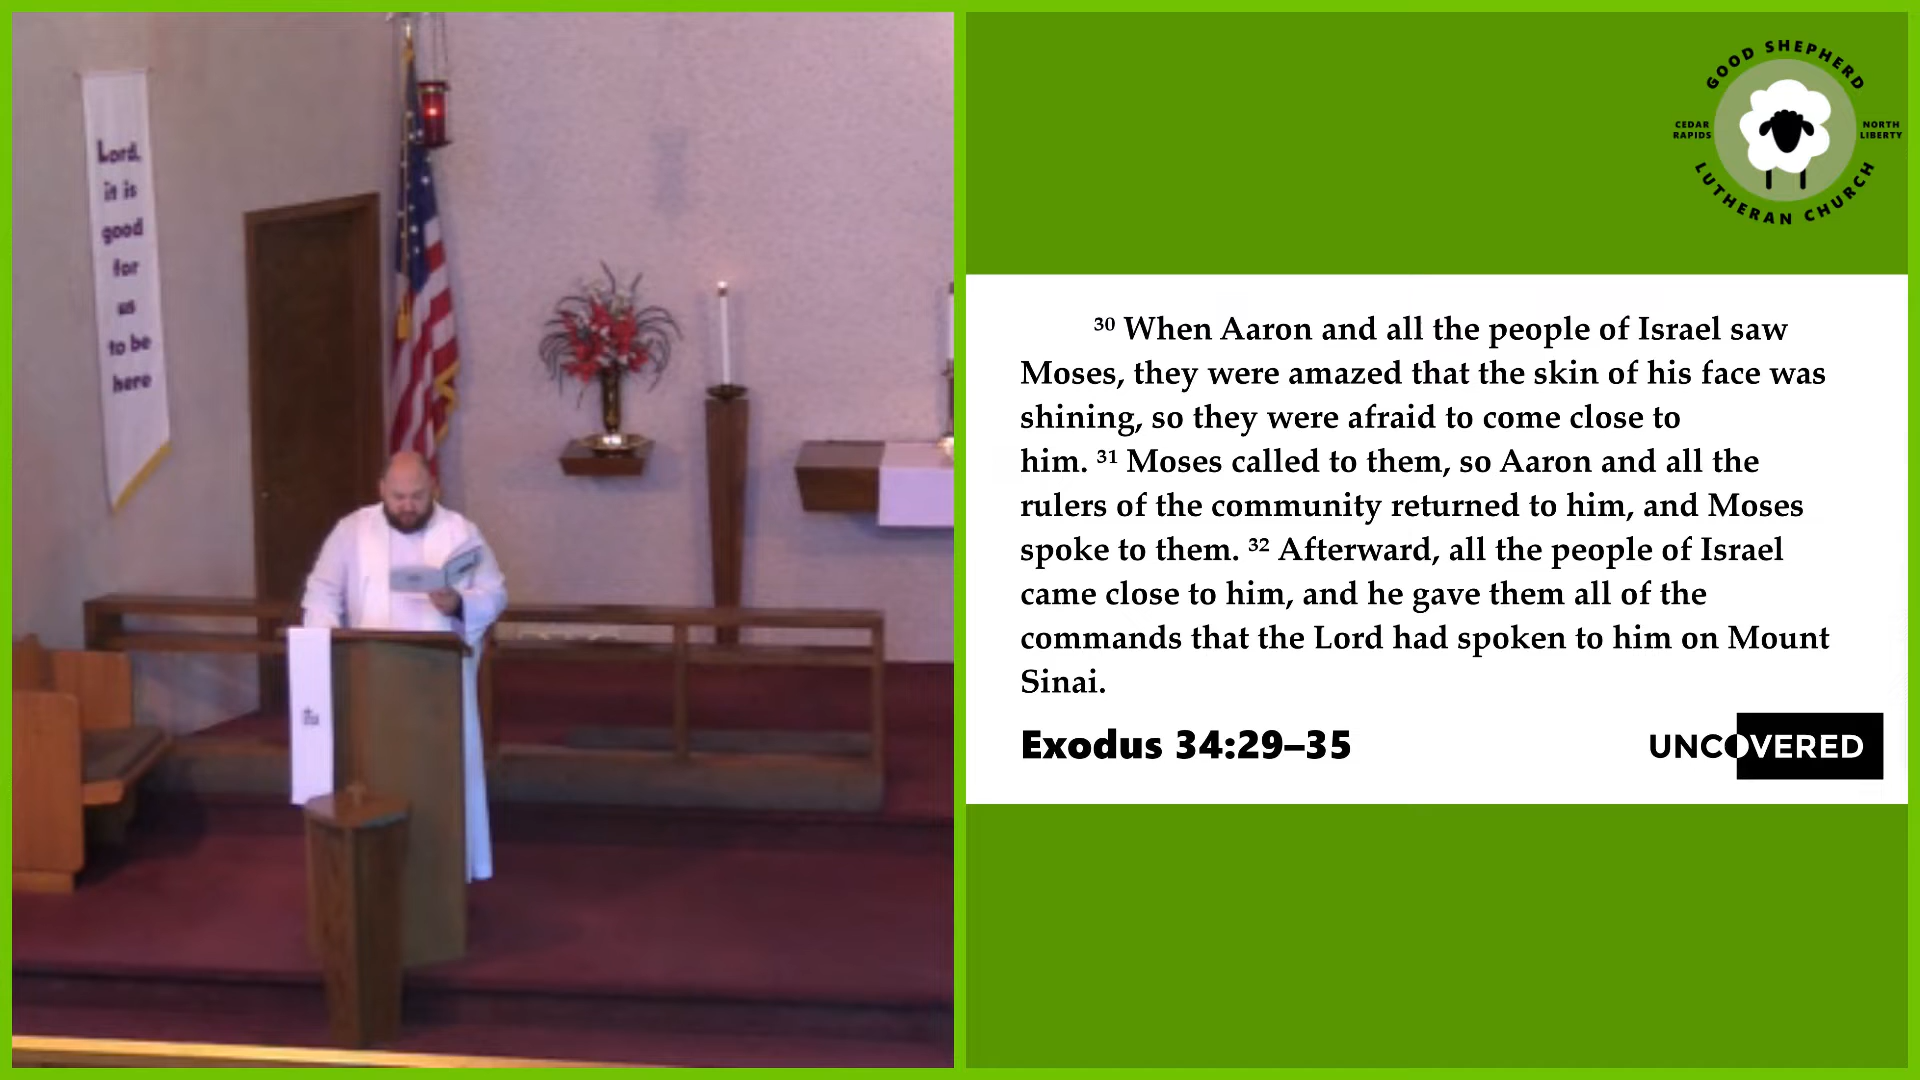 Lord,
it is
good
for
us
to be
here
GOOD SHEPHERD
CEDAR
RAPIDS
NORTH
LIBERTY
LUTHERAN CHURCH
³⁰ When Aaron and all the people of Israel saw
Moses, they were amazed that the skin of his face was
shining, so they were afraid to come close to
him. ³¹ Moses called to them, so Aaron and all the
rulers of the community returned to him, and Moses
spoke to them. ³² Afterward, all the people of Israel
came close to him, and he gave them all of the
commands that the Lord had spoken to him on Mount
Sinai.
Exodus 34:29–35
UNCOVERED